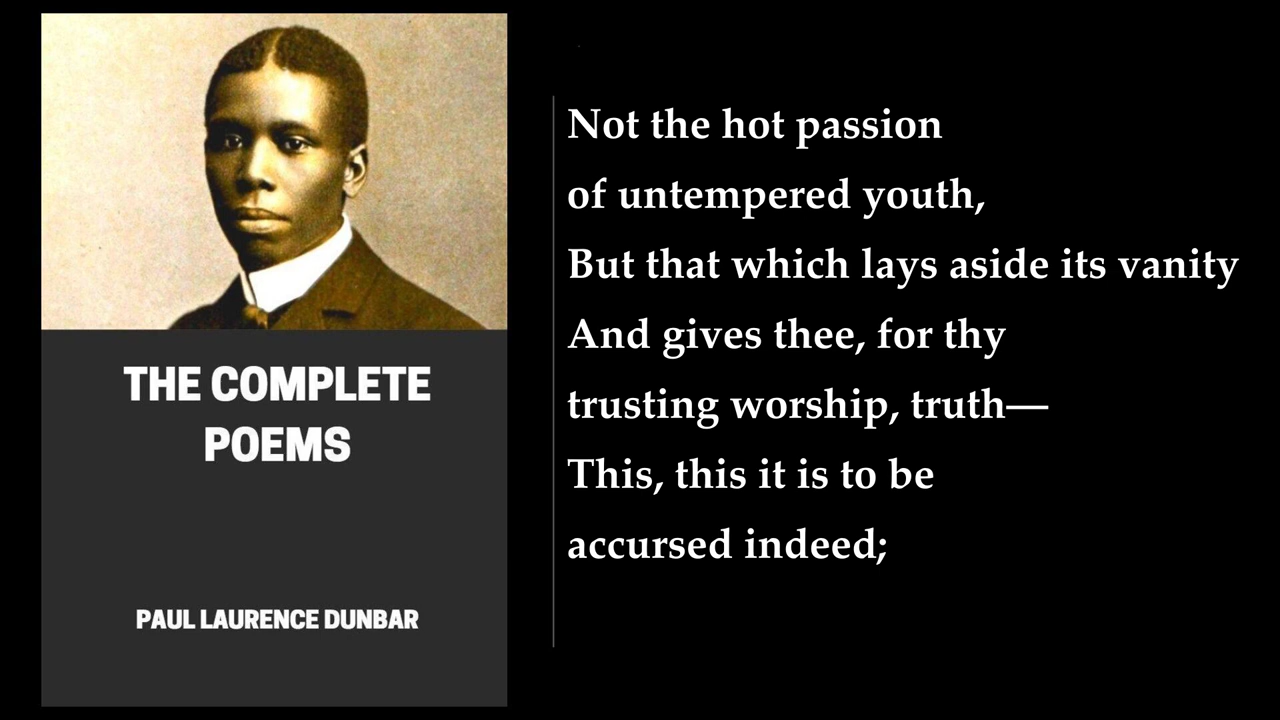 THE COMPLETE
POEMS
PAUL LAURENCE DUNBAR
Not the hot passion
of untempered youth,
But that which lays aside its vanity
And gives thee, for thy
trusting worship, truth—
This, this it is to be
accursed indeed;